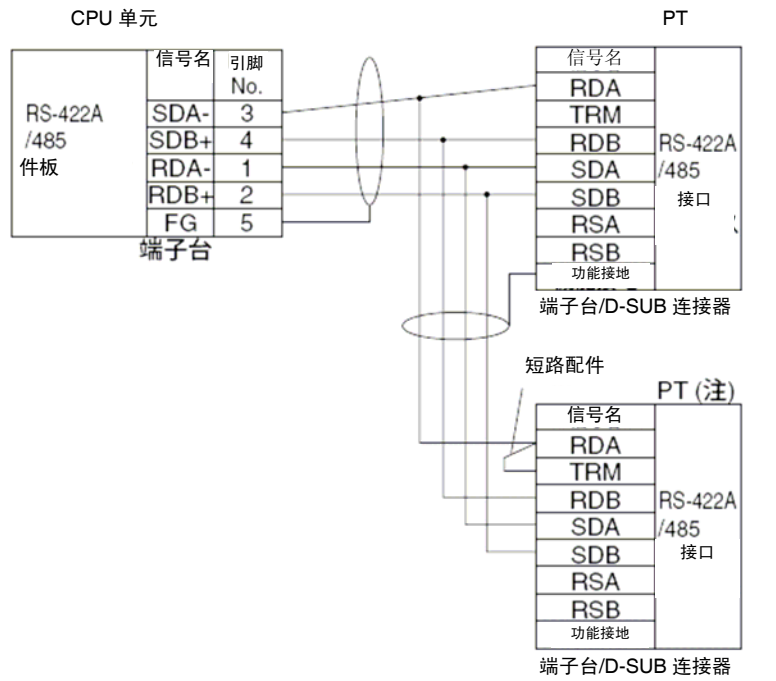 CPU 单元
PT
信号名
引脚
No.
RS-422A
/485
件板
SDA- 3
SDB+ 4
RDA- 1
RDB+ 2
FG 5
端子台
信号名
RDA
TRM
RDB
SDA
SDB
RSA
RSB
功能接地
RS-422A
/485
接口
端子台/D-SUB 连接器
短路配件
PT (注)
信号名
RDA
TRM
RDB
SDA
SDB
RSA
RSB
功能接地
RS-422A
/485
接口
端子台/D-SUB 连接器